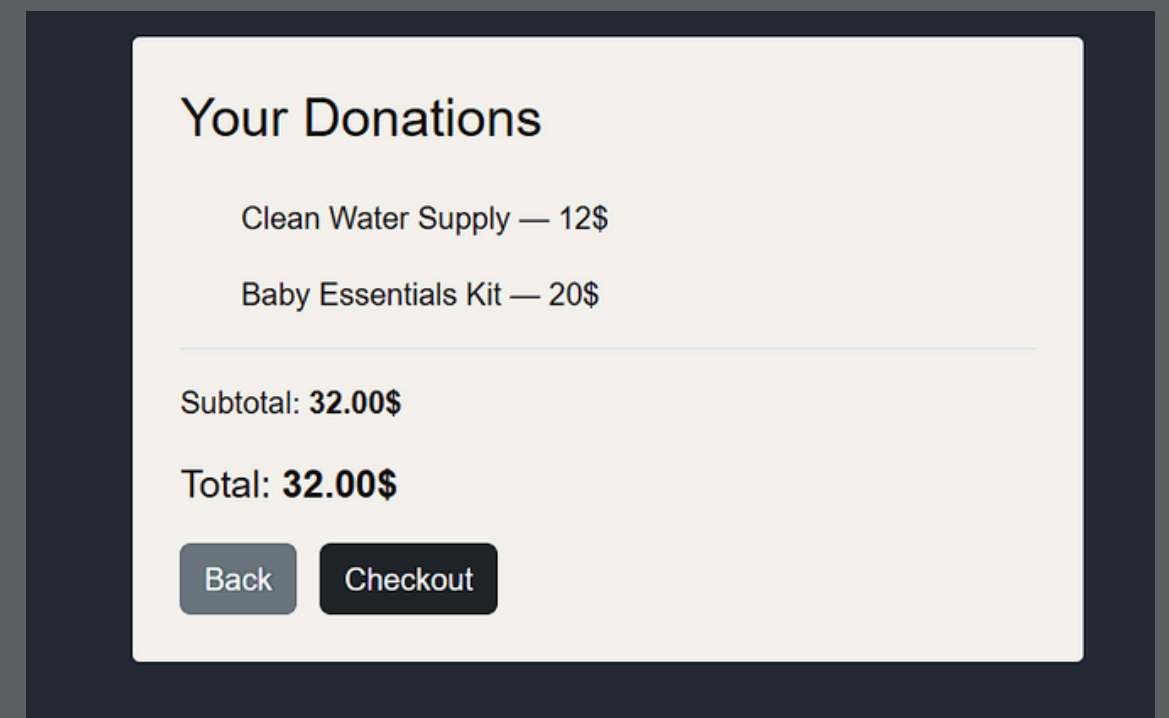 Your Donations
Clean Water Supply — 12$
Baby Essentials Kit — 20$
Subtotal: 32.00$
Total: 32.00$
Back Checkout